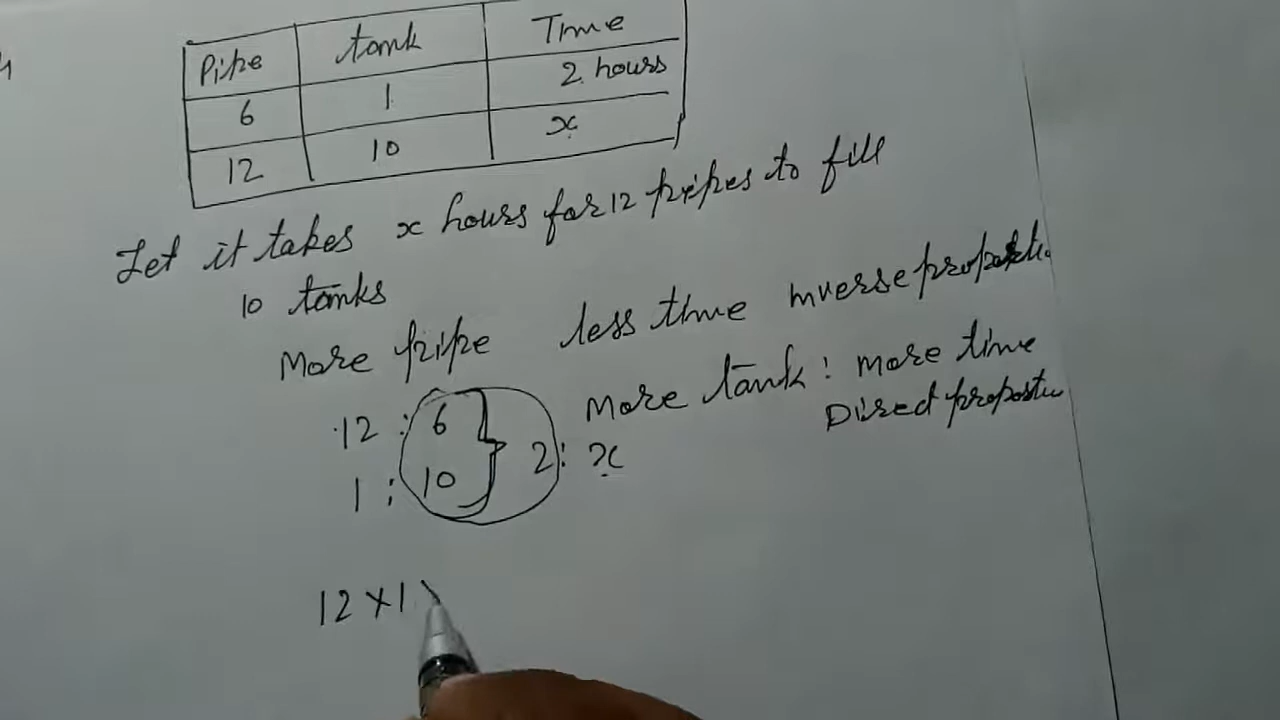 Pipe tank Time
6 1 2 hours
12 10 x
Let it takes x hours for 12 pipes to fill
10 tanks
More pipe less time inverse
More tank: more time
Direct
12 : 6
1 : 10
2 : x
12 × 1